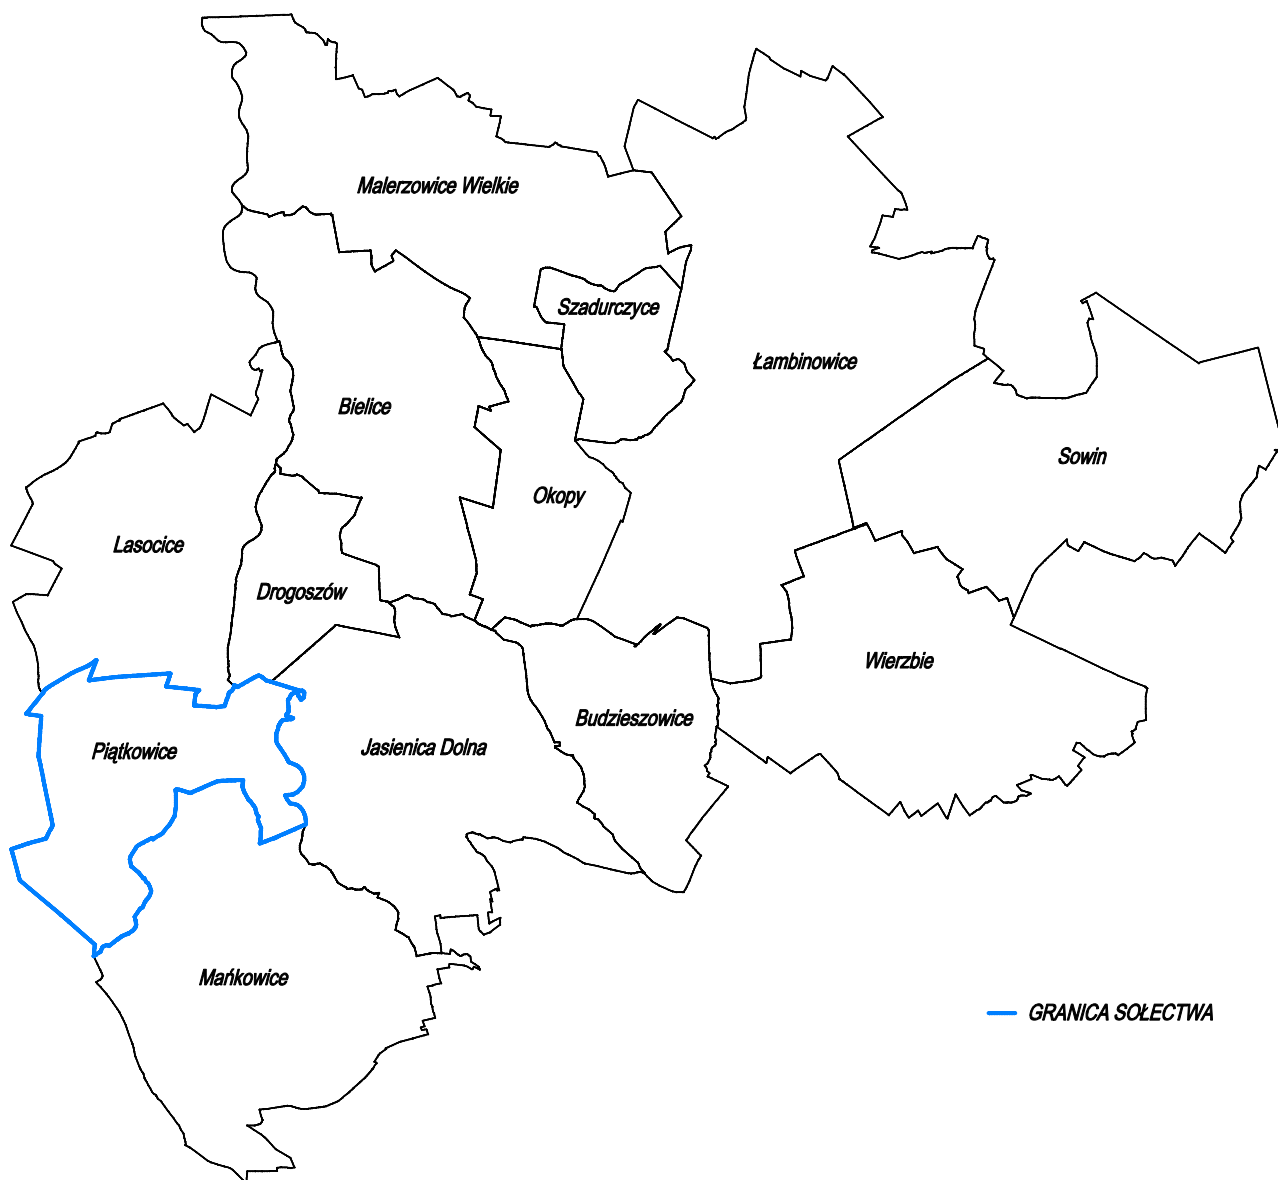 Malerzowice Wielkie
Szadurczyce
Łambinowice
Bielice
Sowin
Okopy
Lasocice
Drogoszów
Wierzbie
Budzieszowice
Jasienica Dolna
Piątkowice
Mańkowice
GRANICA SOŁECTWA